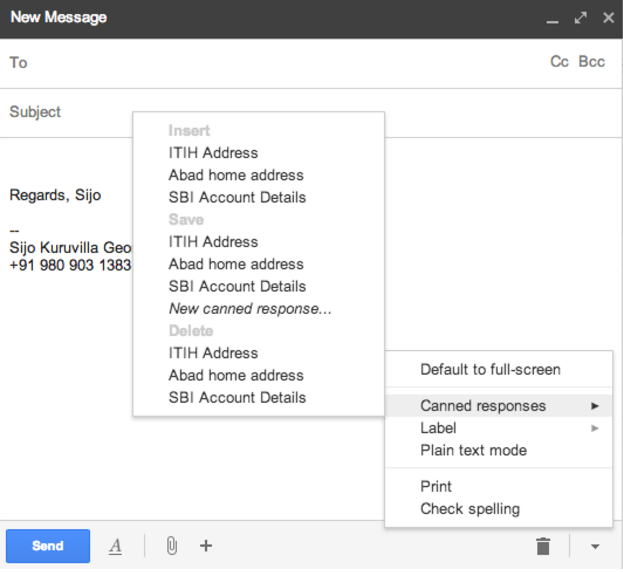 New Message
To
Cc Bcc
Subject
Regards, Sijo
--
Sijo Kuruvilla
+91 980 903 1383
Insert
ITIH Address
Abad home address
SBI Account Details
Save
ITIH Address
Abad home address
SBI Account Details
New canned response...
Delete
ITIH Address
Abad home address
SBI Account Details
Default to full-screen
Canned responses
Label
Plain text mode
Print
Check spelling
Send
A